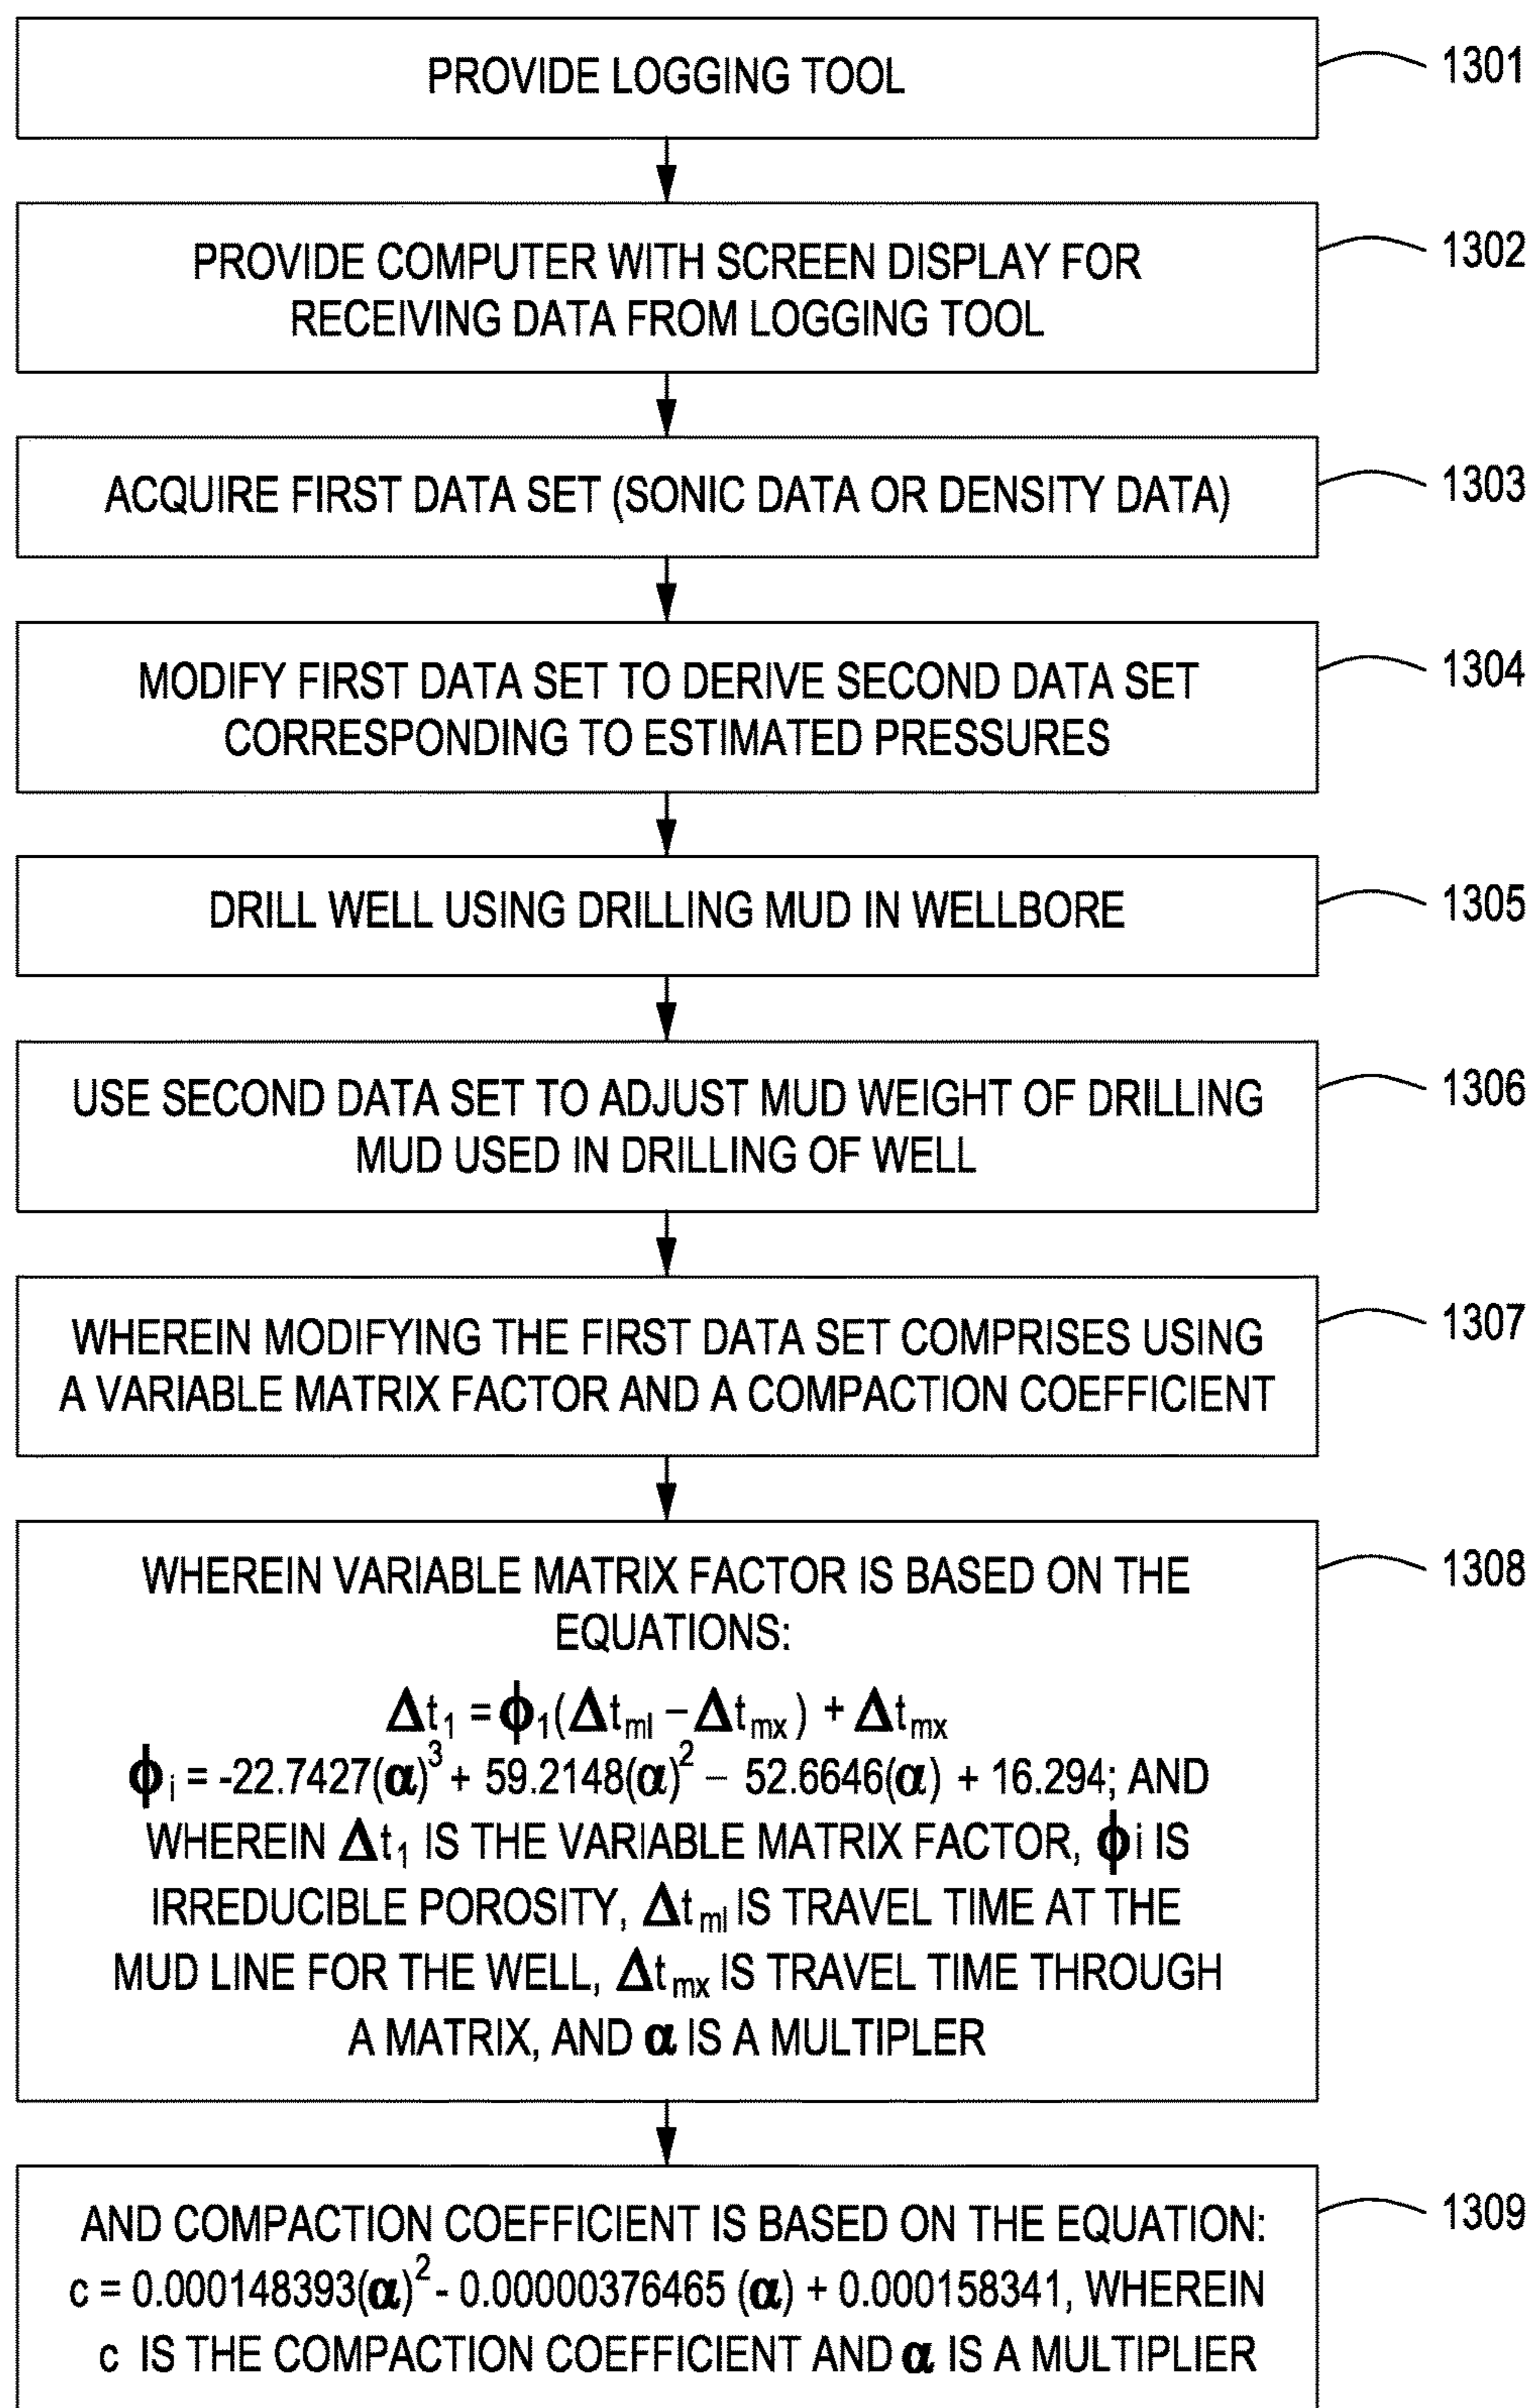 PROVIDE LOGGING TOOL
1301
PROVIDE COMPUTER WITH SCREEN DISPLAY FOR
RECEIVING DATA FROM LOGGING TOOL
1302
ACQUIRE FIRST DATA SET (SONIC DATA OR DENSITY DATA)
1303
MODIFY FIRST DATA SET TO DERIVE SECOND DATA SET
CORRESPONDING TO ESTIMATED PRESSURES
1304
DRILL WELL USING DRILLING MUD IN WELLBORE
1305
USE SECOND DATA SET TO ADJUST MUD WEIGHT OF DRILLING
MUD USED IN DRILLING OF WELL
1306
WHEREIN MODIFYING THE FIRST DATA SET COMPRISES USING
A VARIABLE MATRIX FACTOR AND A COMPACTION COEFFICIENT
1307
WHEREIN VARIABLE MATRIX FACTOR IS BASED ON THE
EQUATIONS:
Δt₁ = ϕ₁(Δtml – Δtmx) + Δtmx
ϕi = -22.7427(α)³ + 59.2148(α)² – 52.6646(α) + 16.294; AND
WHEREIN Δt₁ IS THE VARIABLE MATRIX FACTOR, ϕi IS
IRREDUCIBLE POROSITY, Δtml IS TRAVEL TIME AT THE
MUD LINE FOR THE WELL, Δtmx IS TRAVEL TIME THROUGH
A MATRIX, AND α IS A MULTIPLER
1308
AND COMPACTION COEFFICIENT IS BASED ON THE EQUATION:
c = 0.000148393(α)² - 0.00000376465 (α) + 0.000158341, WHEREIN
c IS THE COMPACTION COEFFICIENT AND α IS A MULTIPLIER
1309